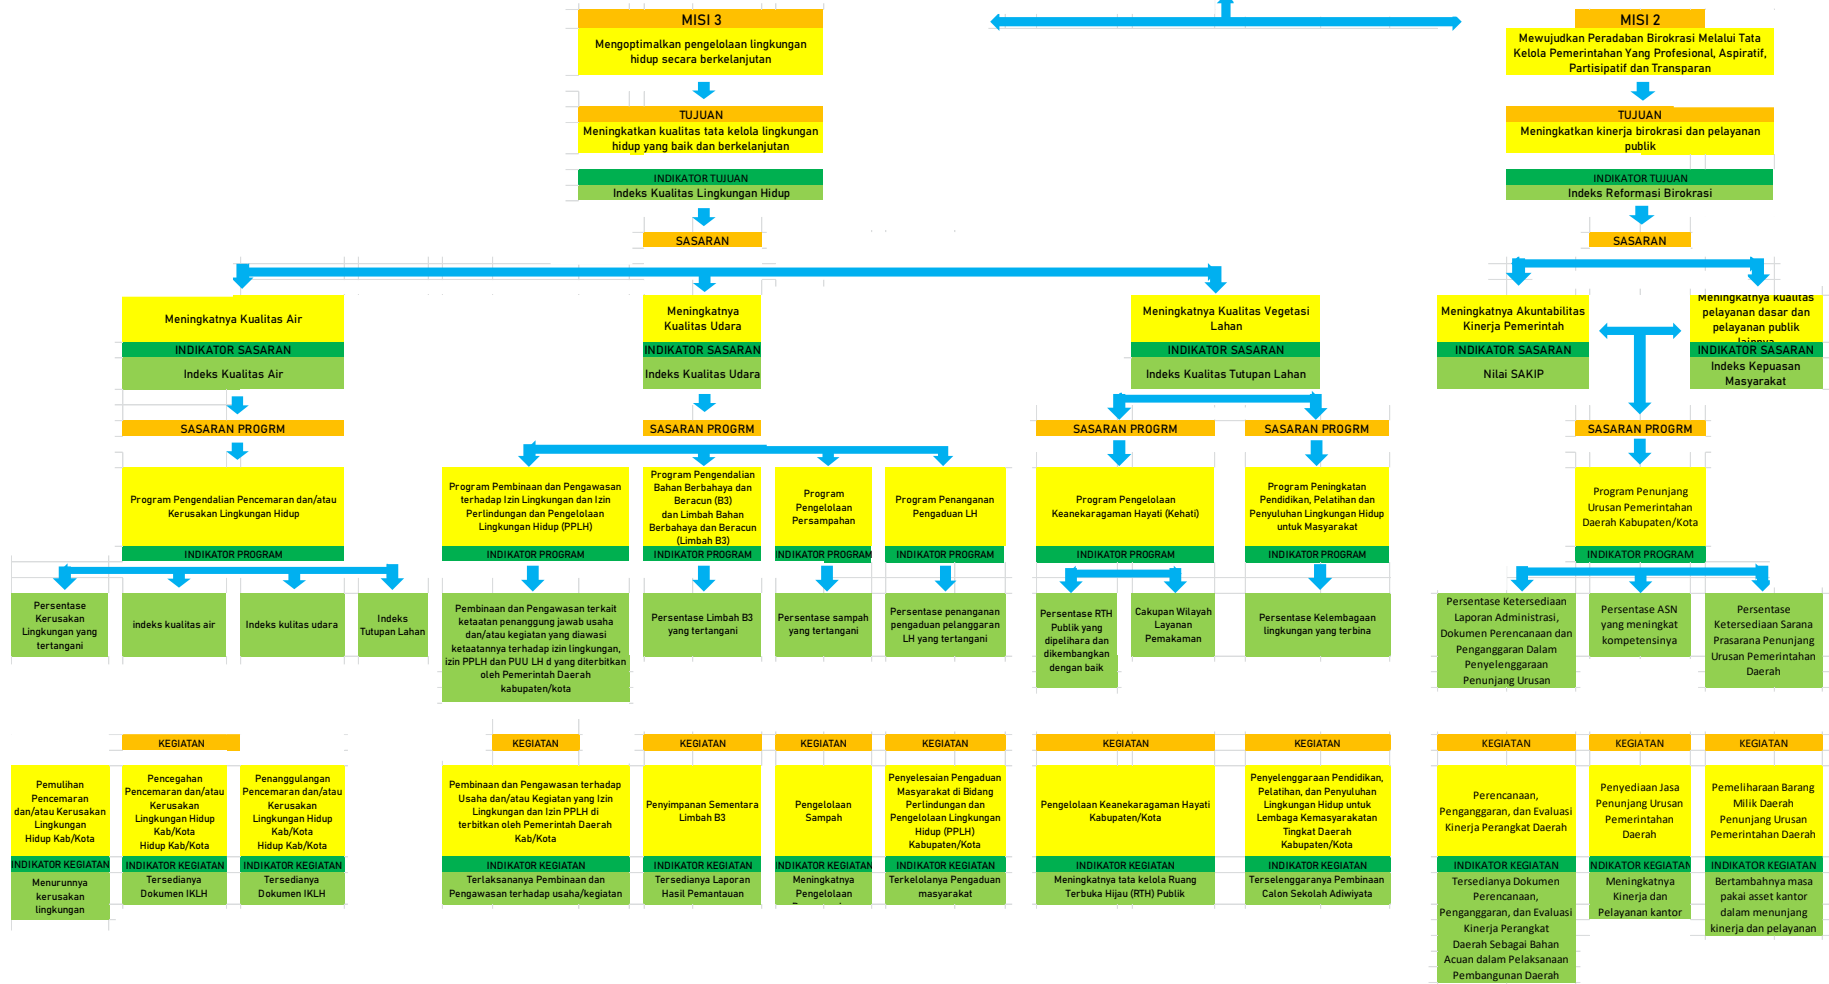 MISI 3
Mengoptimalkan pengelolaan lingkungan
hidup secara berkelanjutan
TUJUAN
Meningkatkan kualitas tata kelola lingkungan
hidup yang baik dan berkelanjutan
INDIKATOR TUJUAN
Indeks Kualitas Lingkungan Hidup
SASARAN
MISI 2
Mewujudkan Peradaban Birokrasi Melalui Tata
Kelola Pemerintahan Yang Profesional, Aspiratif,
Partisipatif dan Transparan
TUJUAN
Meningkatkan kinerja birokrasi dan pelayanan
publik
INDIKATOR TUJUAN
Indeks Reformasi Birokrasi
SASARAN
Meningkatnya Kualitas Air
INDIKATOR SASARAN
Indeks Kualitas Air
SASARAN PROGRM
Program Pengendalian Pencemaran dan/atau
Kerusakan Lingkungan Hidup
INDIKATOR PROGRAM
Persentase
Kerusakan
Lingkungan yang
tertangani
indeks kualitas air
Indeks kulitas udara
Indeks
Tutupan Lahan
Meningkatnya
Kualitas Udara
INDIKATOR SASARAN
Indeks Kualitas Udara
SASARAN PROGRM
Program Pembinaan dan Pengawasan
terhadap Izin Lingkungan dan Izin
Perlindungan dan Pengelolaan
Lingkungan Hidup (PPLH)
INDIKATOR PROGRAM
Pembinaan dan Pengawasan terkait
ketaatan penanggung jawab usaha
dan/atau kegiatan yang diawasi
ketaatannya terhadap izin lingkungan,
izin PPLH dan PUU LH d yang diterbitkan
oleh Pemerintah Daerah
kabupaten/kota
Program Pengendalian
Bahan Berbahaya dan
Beracun (B3)
dan Limbah Bahan
Berbahaya dan Beracun
(Limbah B3)
INDIKATOR PROGRAM
Persentase Limbah B3
yang tertangani
Program
Pengelolaan
Persampahan
INDIKATOR PROGRAM
Persentase sampah
yang tertangani
Program Penanganan
Pengaduan LH
INDIKATOR PROGRAM
Persentase penanganan
pengaduan pelanggaran
LH yang tertangani
Meningkatnya Kualitas Vegetasi
Lahan
INDIKATOR SASARAN
Indeks Kualitas Tutupan Lahan
SASARAN PROGRM
Program Pengelolaan
Keanekaragaman Hayati (Kehati)
INDIKATOR PROGRAM
Persentase RTH
Publik yang
dipelihara dan
dikembangkan
dengan baik
Cakupan Wilayah
Layanan
Pemakaman
SASARAN PROGRM
Program Peningkatan
Pendidikan, Pelatihan dan
Penyuluhan Lingkungan Hidup
untuk Masyarakat
INDIKATOR PROGRAM
Persentase Kelembagaan
lingkungan yang terbina
Meningkatnya Akuntabilitas
Kinerja Pemerintah
INDIKATOR SASARAN
Nilai SAKIP
Meningkatnya kualitas
pelayanan dasar dan
pelayanan publik
lainnya
INDIKATOR SASARAN
Indeks Kepuasan
Masyarakat
SASARAN PROGRM
Program Penunjang
Urusan Pemerintahan
Daerah Kabupaten/Kota
INDIKATOR PROGRAM
Persentase Ketersediaan
Laporan Administrasi,
Dokumen Perencanaan dan
Penganggaran Dalam
Penyelenggaraan
Penunjang Urusan
Persentase ASN
yang meningkat
kompetensinya
Persentase
Ketersediaan Sarana
Prasarana Penunjang
Urusan Pemerintahan
Daerah
KEGIATAN
Pemulihan
Pencemaran
dan/atau Kerusakan
Lingkungan
Hidup Kab/Kota
INDIKATOR KEGIATAN
Menurunnya
kerusakan
lingkungan
Pencegahan
Pencemaran dan/atau
Kerusakan
Lingkungan Hidup
Kab/Kota
Hidup Kab/Kota
INDIKATOR KEGIATAN
Tersedianya
Dokumen IKLH
Penanggulangan
Pencemaran dan/atau
Kerusakan
Lingkungan Hidup
Kab/Kota
Hidup Kab/Kota
INDIKATOR KEGIATAN
Tersedianya
Dokumen IKLH
KEGIATAN
Pembinaan dan Pengawasan terhadap
Usaha dan/atau Kegiatan yang Izin
Lingkungan dan Izin PPLH di
terbitkan oleh Pemerintah Daerah
Kab/Kota
INDIKATOR KEGIATAN
Terlaksananya Pembinaan dan
Pengawasan terhadap usaha/kegiatan
KEGIATAN
Penyimpanan Sementara
Limbah B3
INDIKATOR KEGIATAN
Tersedianya Laporan
Hasil Pemantauan
KEGIATAN
Pengelolaan
Sampah
INDIKATOR KEGIATAN
Meningkatnya
Pengelolaan
KEGIATAN
Penyelesaian Pengaduan
Masyarakat di Bidang
Perlindungan dan
Pengelolaan Lingkungan
Hidup (PPLH)
Kabupaten/Kota
INDIKATOR KEGIATAN
Terkelolanya Pengaduan
masyarakat
KEGIATAN
Pengelolaan Keanekaragaman Hayati
Kabupaten/Kota
INDIKATOR KEGIATAN
Meningkatnya tata kelola Ruang
Terbuka Hijau (RTH) Publik
KEGIATAN
Penyelenggaraan Pendidikan,
Pelatihan, dan Penyuluhan
Lingkungan Hidup untuk
Lembaga Kemasyarakatan
Tingkat Daerah
Kabupaten/Kota
INDIKATOR KEGIATAN
Terselenggaranya Pembinaan
Calon Sekolah Adiwiyata
KEGIATAN
Perencanaan,
Penganggaran, dan Evaluasi
Kinerja Perangkat Daerah
INDIKATOR KEGIATAN
Tersedianya Dokumen
Perencanaan,
Penganggaran, dan Evaluasi
Kinerja Perangkat
Daerah Sebagai Bahan
Acuan dalam Pelaksanaan
Pembangunan Daerah
KEGIATAN
Penyediaan Jasa
Penunjang Urusan
Pemerintahan
Daerah
NDIKATOR KEGIATAN
Meningkatnya
Kinerja dan
Pelayanan kantor
KEGIATAN
Pemeliharaan Barang
Milik Daerah
Penunjang Urusan
Pemerintahan Daerah
INDIKATOR KEGIATAN
Bertambahnya masa
pakai asset kantor
dalam menunjang
kinerja dan pelayanan